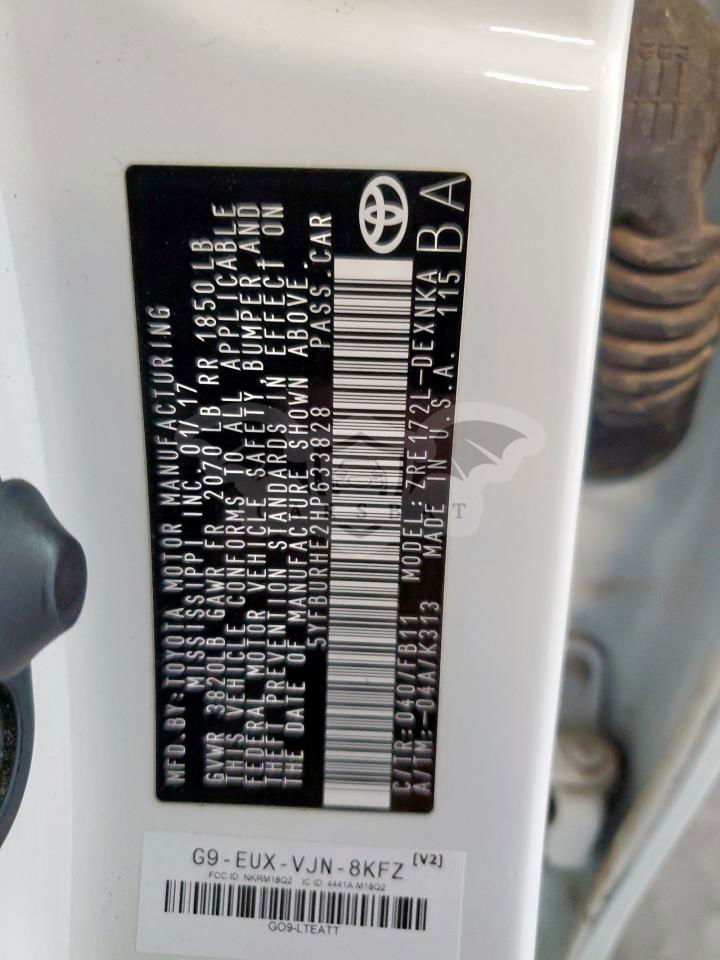 MFD.BY:TOYOTA MOTOR MANUFACTURING
MISSISSIPPI INC. 01/17
GVWR 3820LB GAWR FR 2070 LB RR 1850LB
THIS VEHICLE CONFORMS TO ALL APPLICABLE
FEDERAL MOTOR VEHICLE SAFETY, BUMPER AND
THEFT PREVENTION STANDARDS IN EFFECT ON
THE DATE OF MANUFACTURE SHOWN ABOVE.
5YFBURHE2HP633828 PASS.CAR
C/TR:040/FB11 MODEL:ZRE172L-DEXNKA
A/TM:-04A/K313 MADE IN U.S.A. 115
BA
G9-EUX-VJN-8KFZ [V2]
FCC ID: NKRM18Q2 IC ID: 4441A-M18Q2
GO9-LTEATT